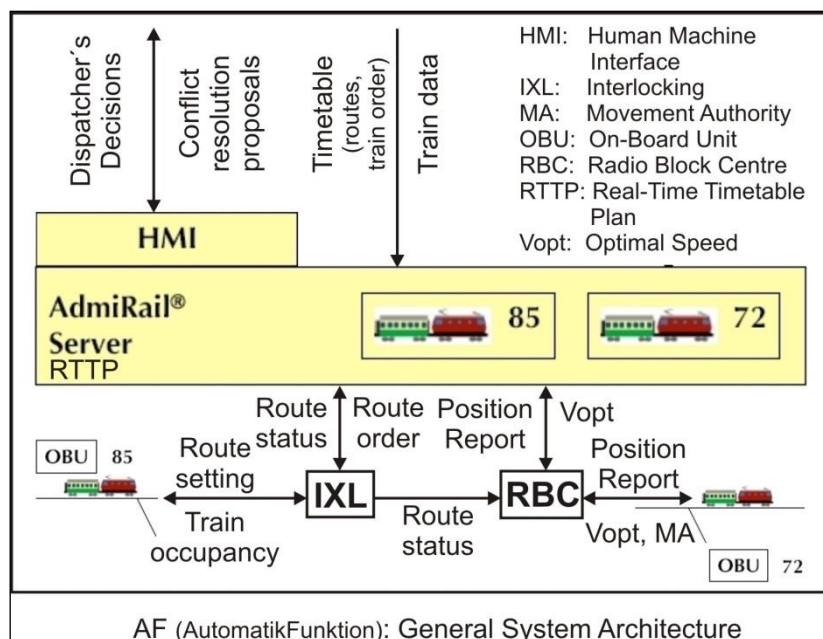 Dispatcher´s
Decisions
Conflict
resolution
proposals
Timetable
(routes,
train order)
Train data
HMI: Human Machine
Interface
IXL: Interlocking
MA: Movement Authority
OBU: On-Board Unit
RBC: Radio Block Centre
RTTP: Real-Time Timetable
Plan
Vopt: Optimal Speed
HMI
AdmiRail®
Server
RTTP
85
72
Route
status
Route
order
Position
Report
Vopt
OBU 85
Route
setting
Train
occupancy
IXL
Route
status
RBC
Position
Report
Vopt, MA
OBU 72
AF (AutomatikFunktion): General System Architecture